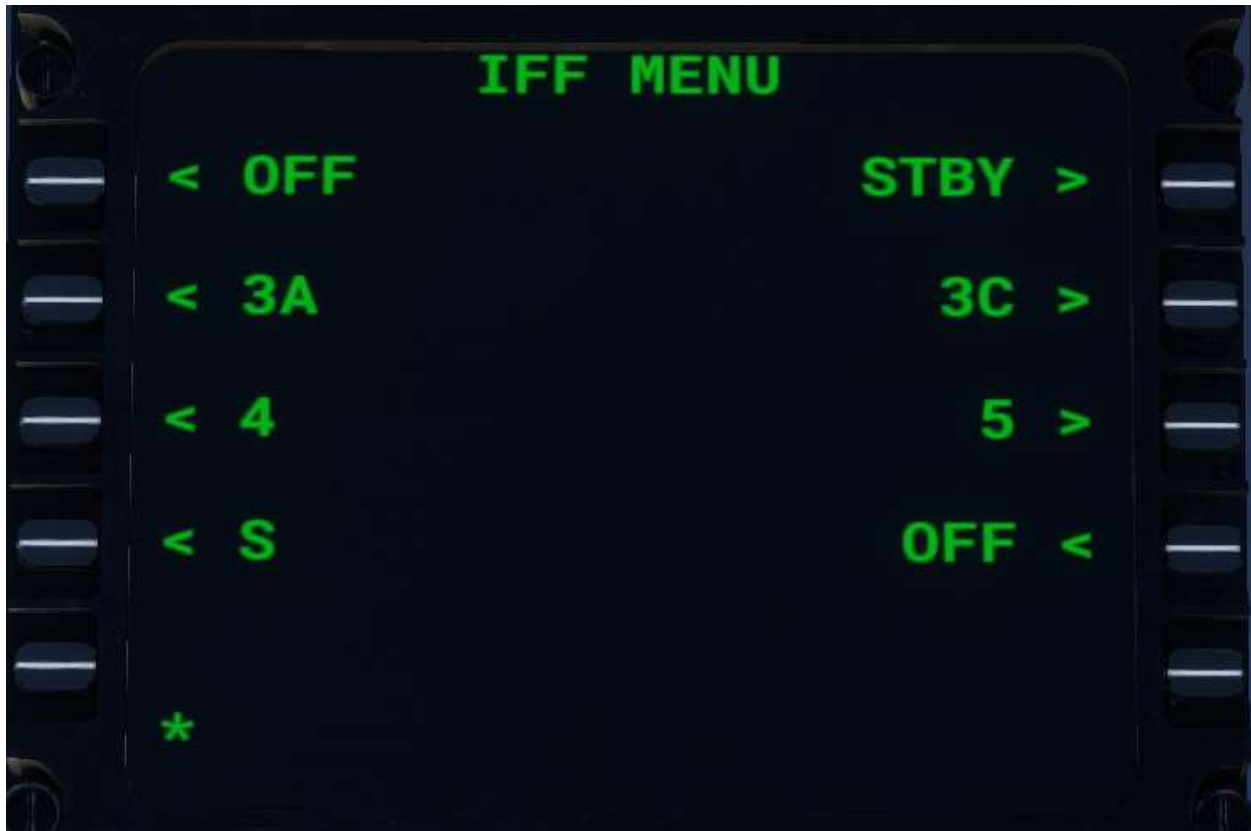 IFF MENU
< OFF STBY >
< 3A 3C >
< 4 5 >
< S OFF <
*